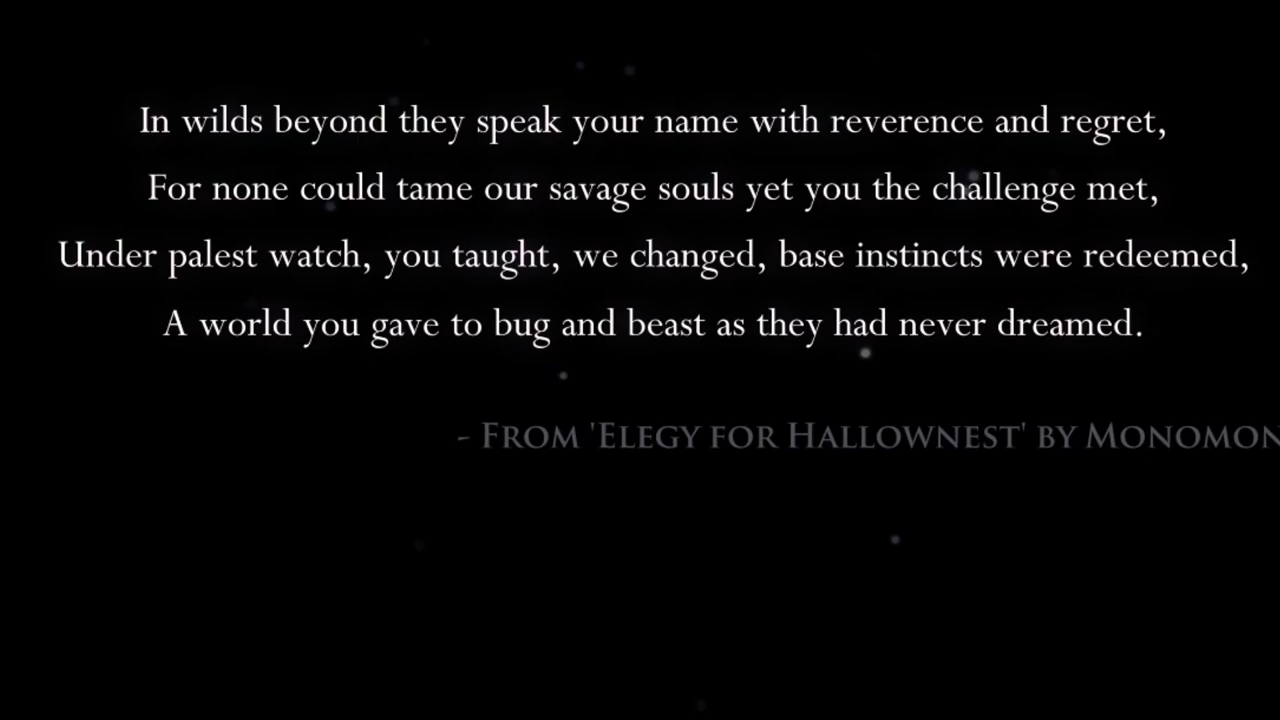 In wilds beyond they speak your name with reverence and regret,
For none could tame our savage souls yet you the challenge met,
Under palest watch, you taught, we changed, base instincts were redeemed,
A world you gave to bug and beast as they had never dreamed.
- From 'Elegy for Hallownest' by Monomon